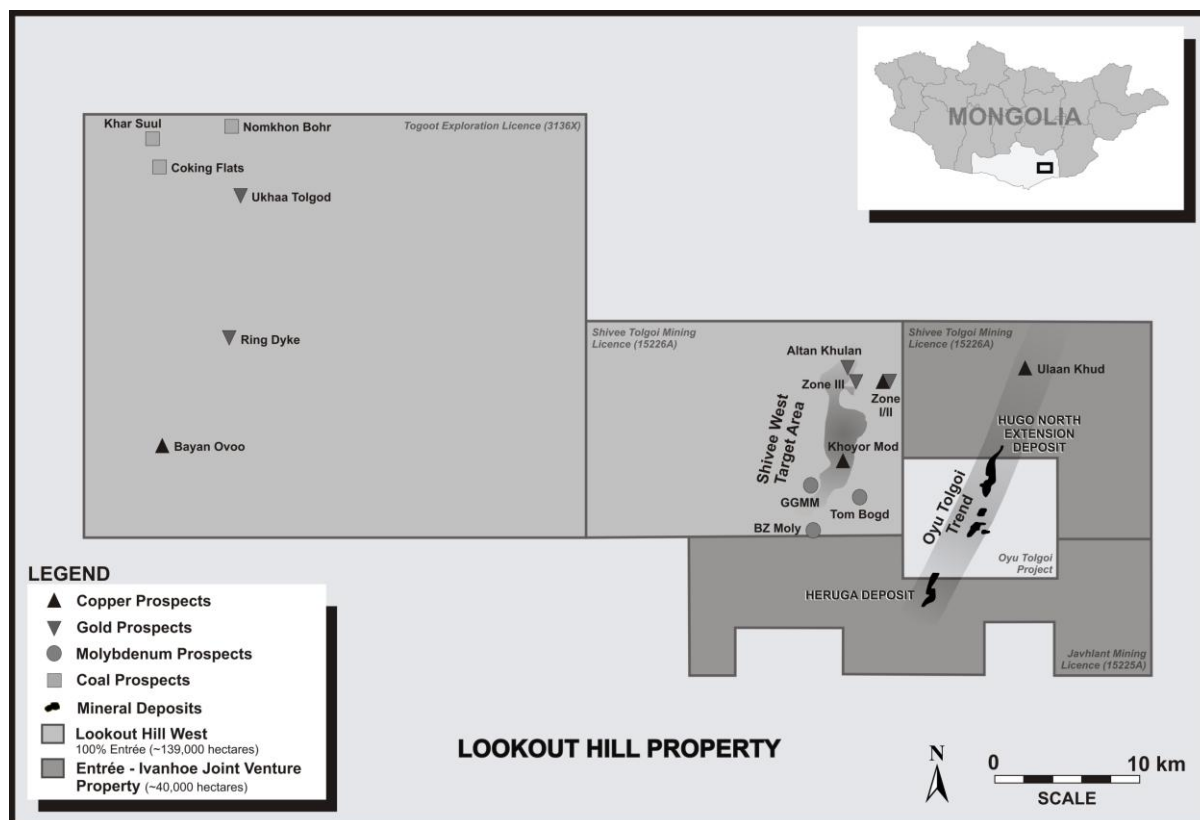 MONGOLIA
Khar Suul
Nomkhon Bohr
Togoot Exploration Licence (3136X)
Coking Flats
Ukhaa Tolgod
Ring Dyke
Bayan Ovoo
Shivee Tolgoi Mining
Licence (15226A)
Altan Khulan
Zone III
Zone
I/II
Shivee West
Target Area
Khoyor Mod
GGMM
Tom Bogd
BZ Moly
Shivee Tolgoi Mining
Licence (15226A)
Ulaan Khud
HUGO NORTH
EXTENSION
DEPOSIT
Oyu Tolgoi
Trend
Oyu Tolgoi
Project
HERUGA DEPOSIT
Javhlant Mining
Licence (15225A)
LEGEND
Copper Prospects
Gold Prospects
Molybdenum Prospects
Coal Prospects
Mineral Deposits
Lookout Hill West
100% Entrée (~139,000 hectares)
Entrée - Ivanhoe Joint Venture
Property (~40,000 hectares)
LOOKOUT HILL PROPERTY
N
0 10 km
SCALE